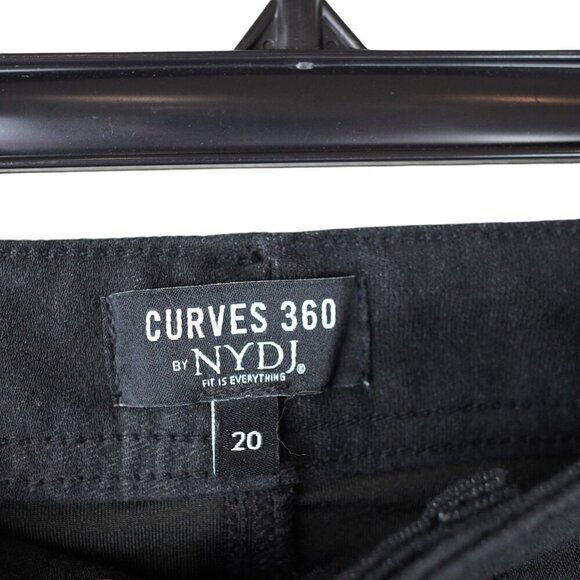 CURVES 360
BY NYDJ®
FIT IS EVERYTHING
20